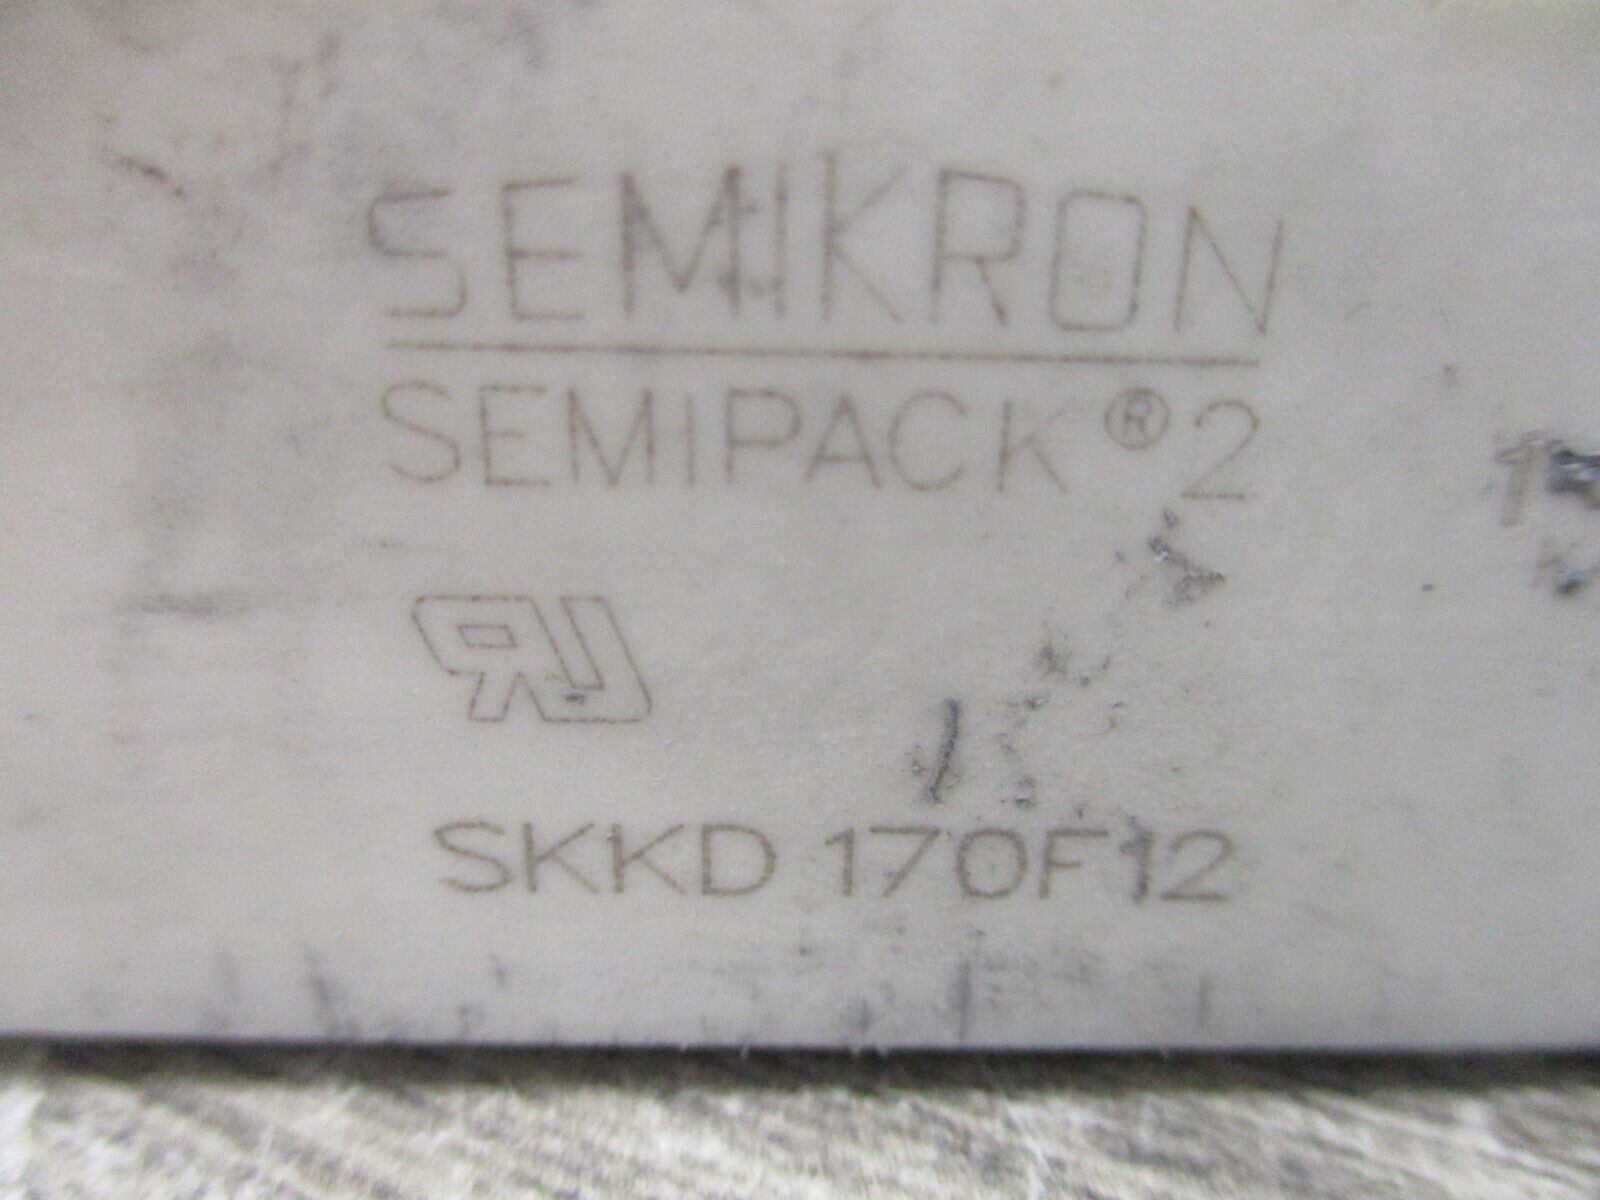 SEMIKRON
SEMIPACK® 2
SKKD 170F12